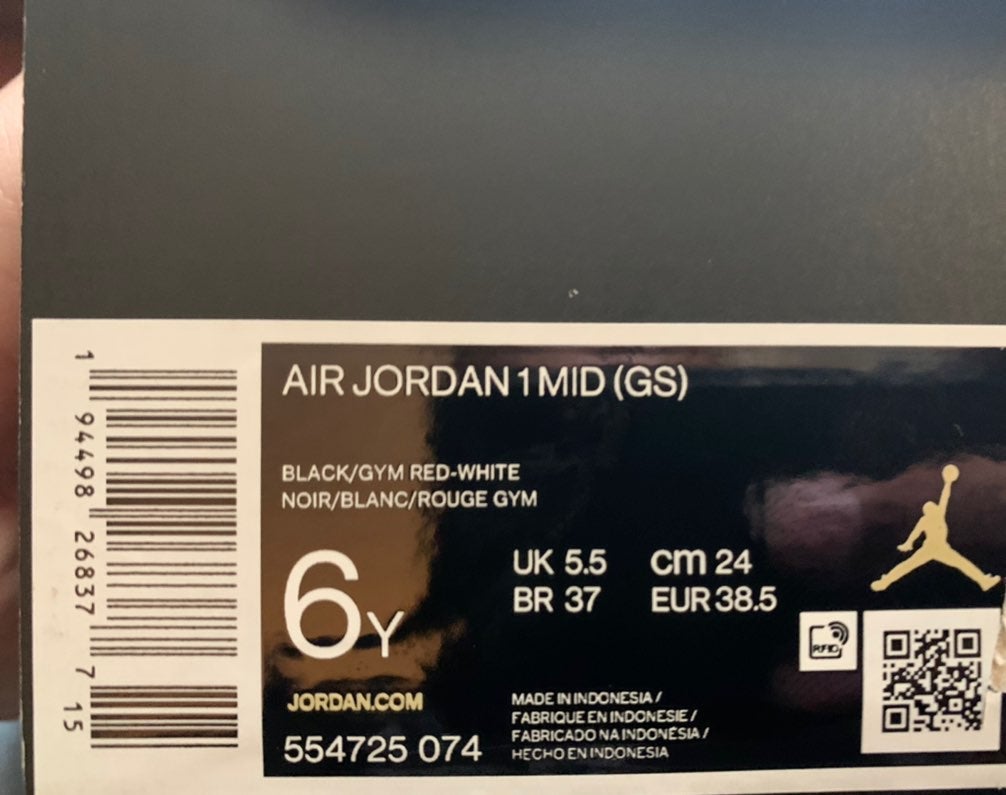 1 94498 26837 7 15
AIR JORDAN 1 MID (GS)
BLACK/GYM RED-WHITE
NOIR/BLANC/ROUGE GYM
6Y
UK 5.5 cm 24
BR 37 EUR 38.5
RFID
JORDAN.COM
554725 074
MADE IN INDONESIA /
FABRIQUE EN INDONESIE /
FABRICADO NA INDONÉSIA /
HECHO EN INDONESIA